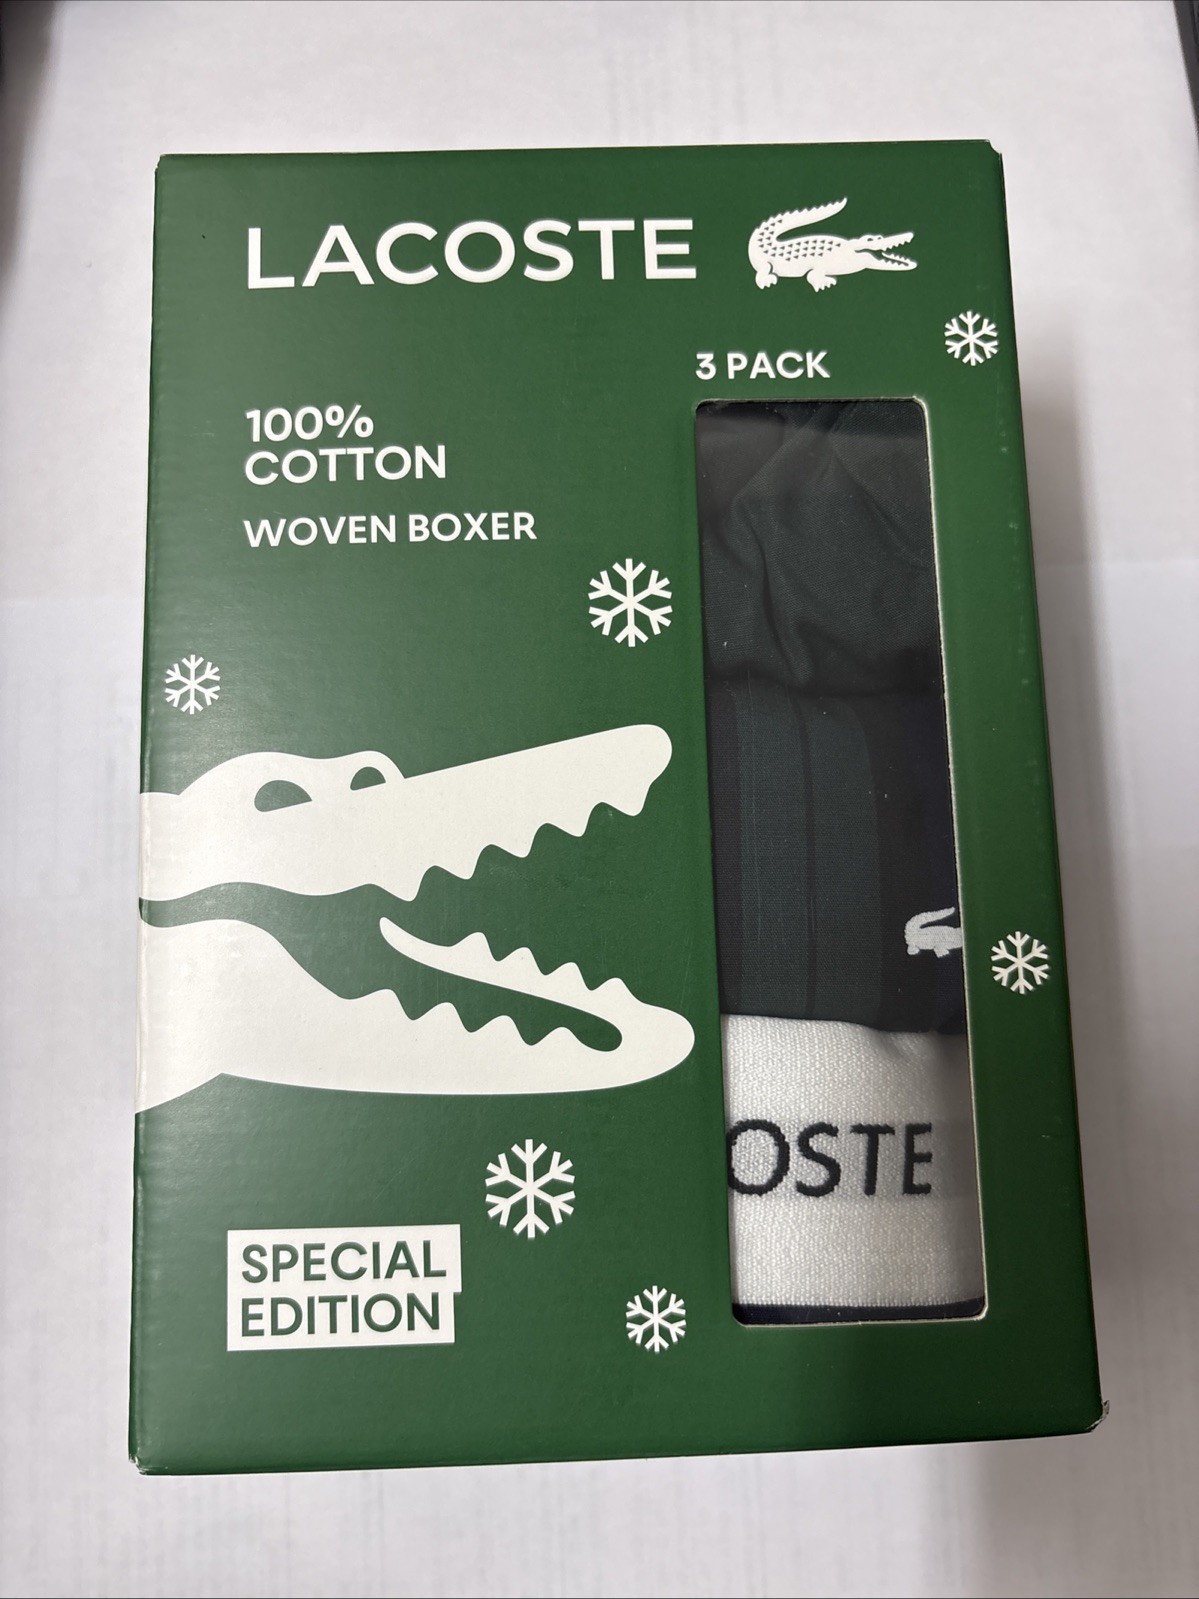 LACOSTE
3 PACK
100%
COTTON
WOVEN BOXER
OSTE
SPECIAL
EDITION